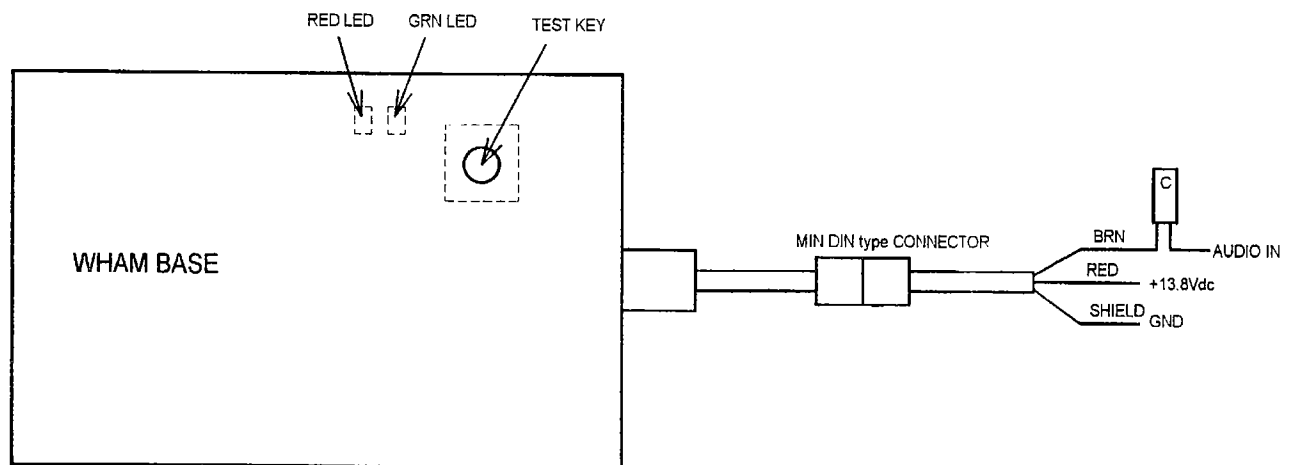 RED LED
GRN LED
TEST KEY
WHAM BASE
MIN DIN type CONNECTOR
C
BRN
AUDIO IN
RED
+13.8Vdc
SHIELD
GND